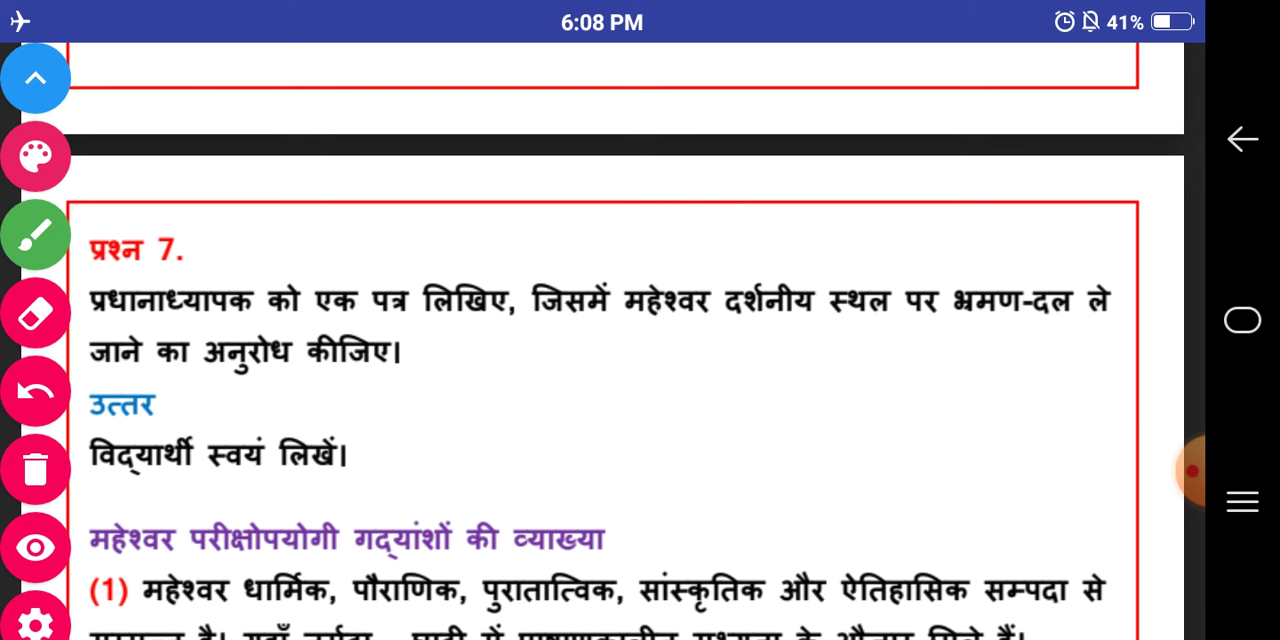 6:08 PM
41%
प्रश्न 7.
प्रधानाध्यापक को एक पत्र लिखिए, जिसमें महेश्वर दर्शनीय स्थल पर भ्रमण-दल ले
जाने का अनुरोध कीजिए।
उत्तर
विद्यार्थी स्वयं लिखें।
महेश्वर परीक्षोपयोगी गद्यांशों की व्याख्या
(1) महेश्वर धार्मिक, पौराणिक, पुरातात्विक, सांस्कृतिक और ऐतिहासिक सम्पदा से